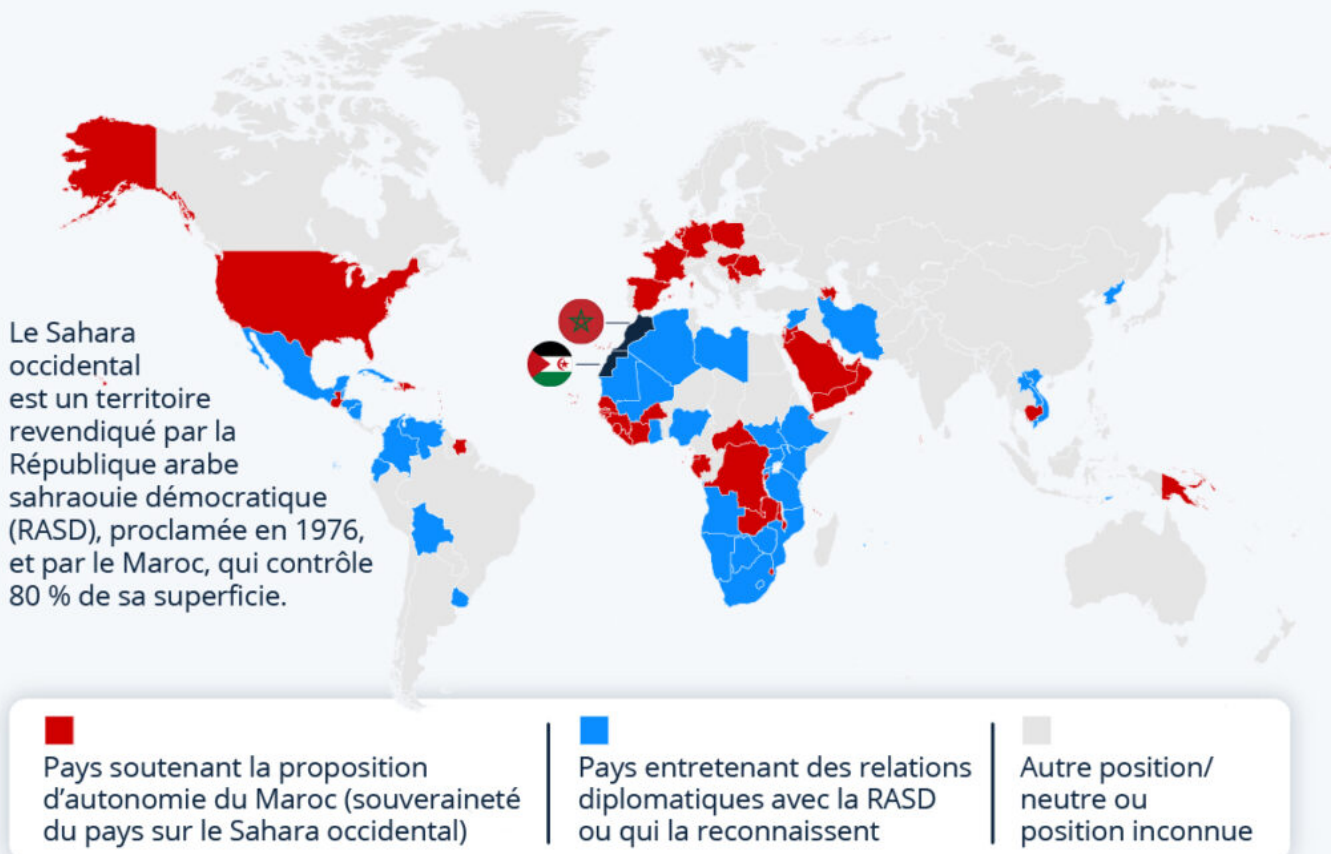 Le Sahara
occidental
est un territoire
revendiqué par la
République arabe
sahraouie démocratique
(RASD), proclamée en 1976,
et par le Maroc, qui contrôle
80 % de sa superficie.
Pays soutenant la proposition
d’autonomie du Maroc (souveraineté
du pays sur le Sahara occidental)
Pays entretenant des relations
diplomatiques avec la RASD
ou qui la reconnaissent
Autre position/
neutre ou
position inconnue